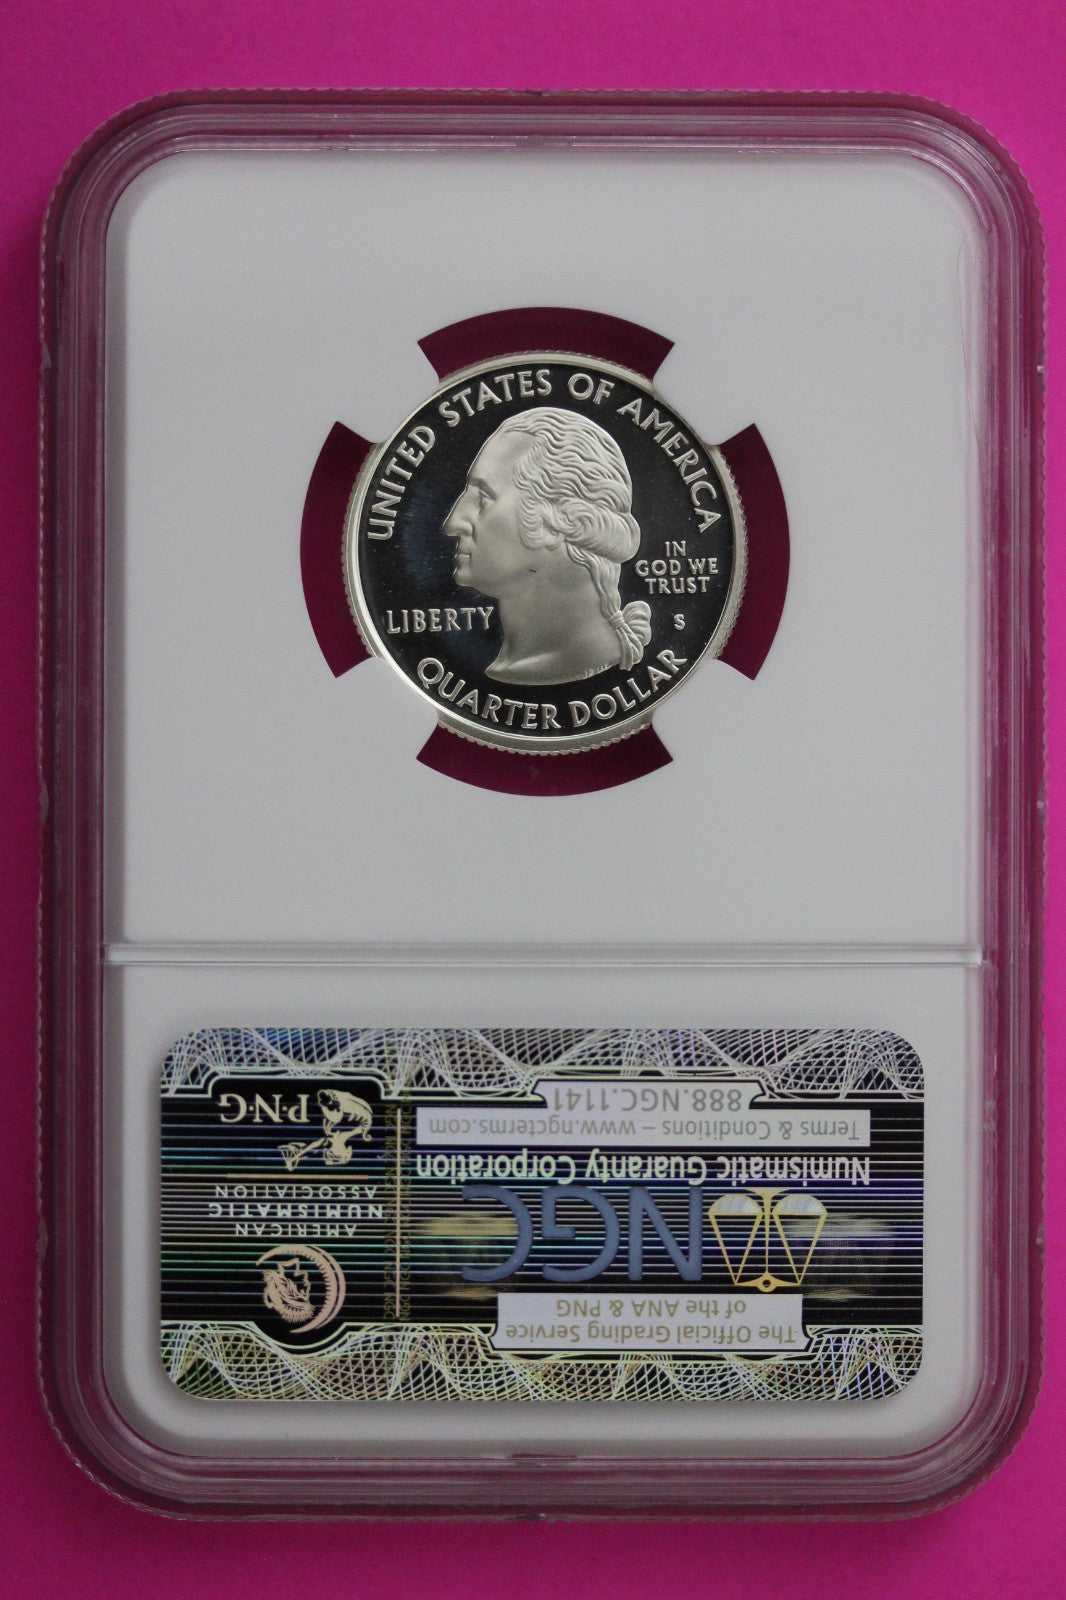 UNITED STATES OF AMERICA
IN
GOD WE
TRUST
LIBERTY
S
QUARTER DOLLAR
The Official Grading Service
of the ANA & PNG
NGC
Numismatic Guaranty Corporation
Terms & Conditions – www.ngcterms.com
888.NGC.1141
AMERICAN
NUMISMATIC
ASSOCIATION
P·N·G